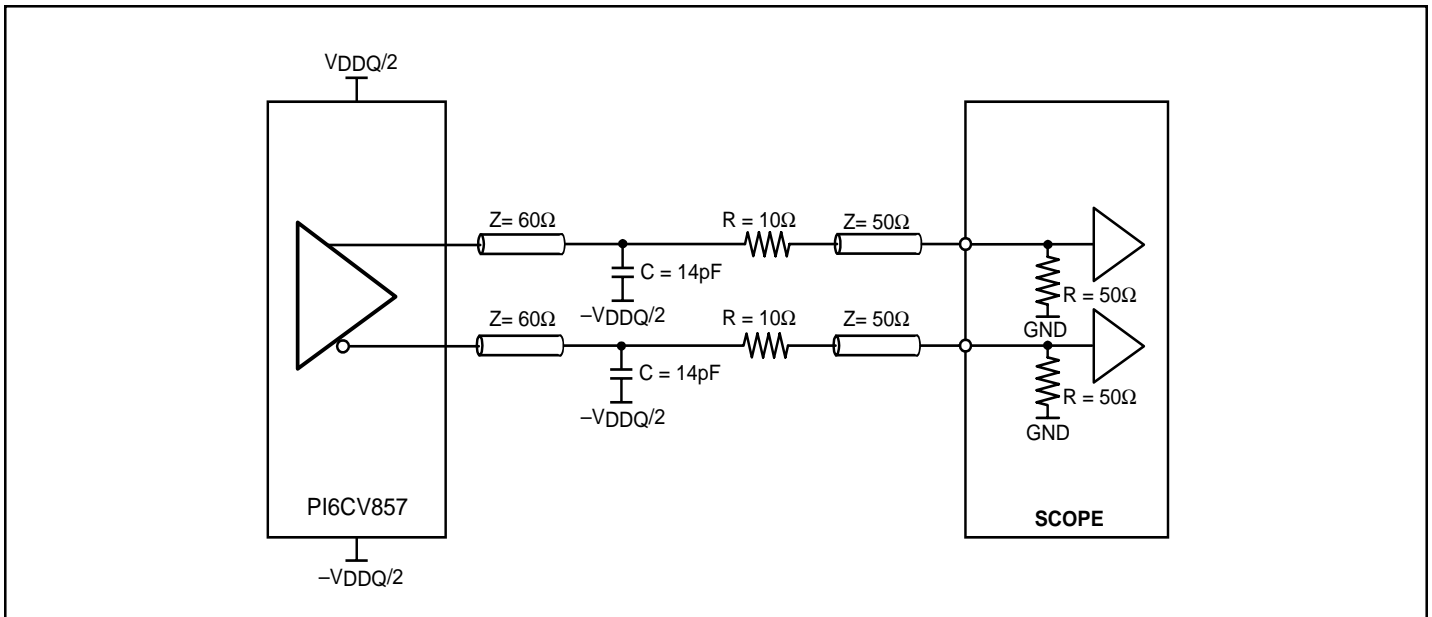 VDDQ/2
Z= 60Ω
R = 10Ω
Z= 50Ω
C = 14pF
R = 50Ω
–VDDQ/2
GND
Z= 60Ω
R = 10Ω
Z= 50Ω
C = 14pF
R = 50Ω
–VDDQ/2
GND
PI6CV857
SCOPE
–VDDQ/2